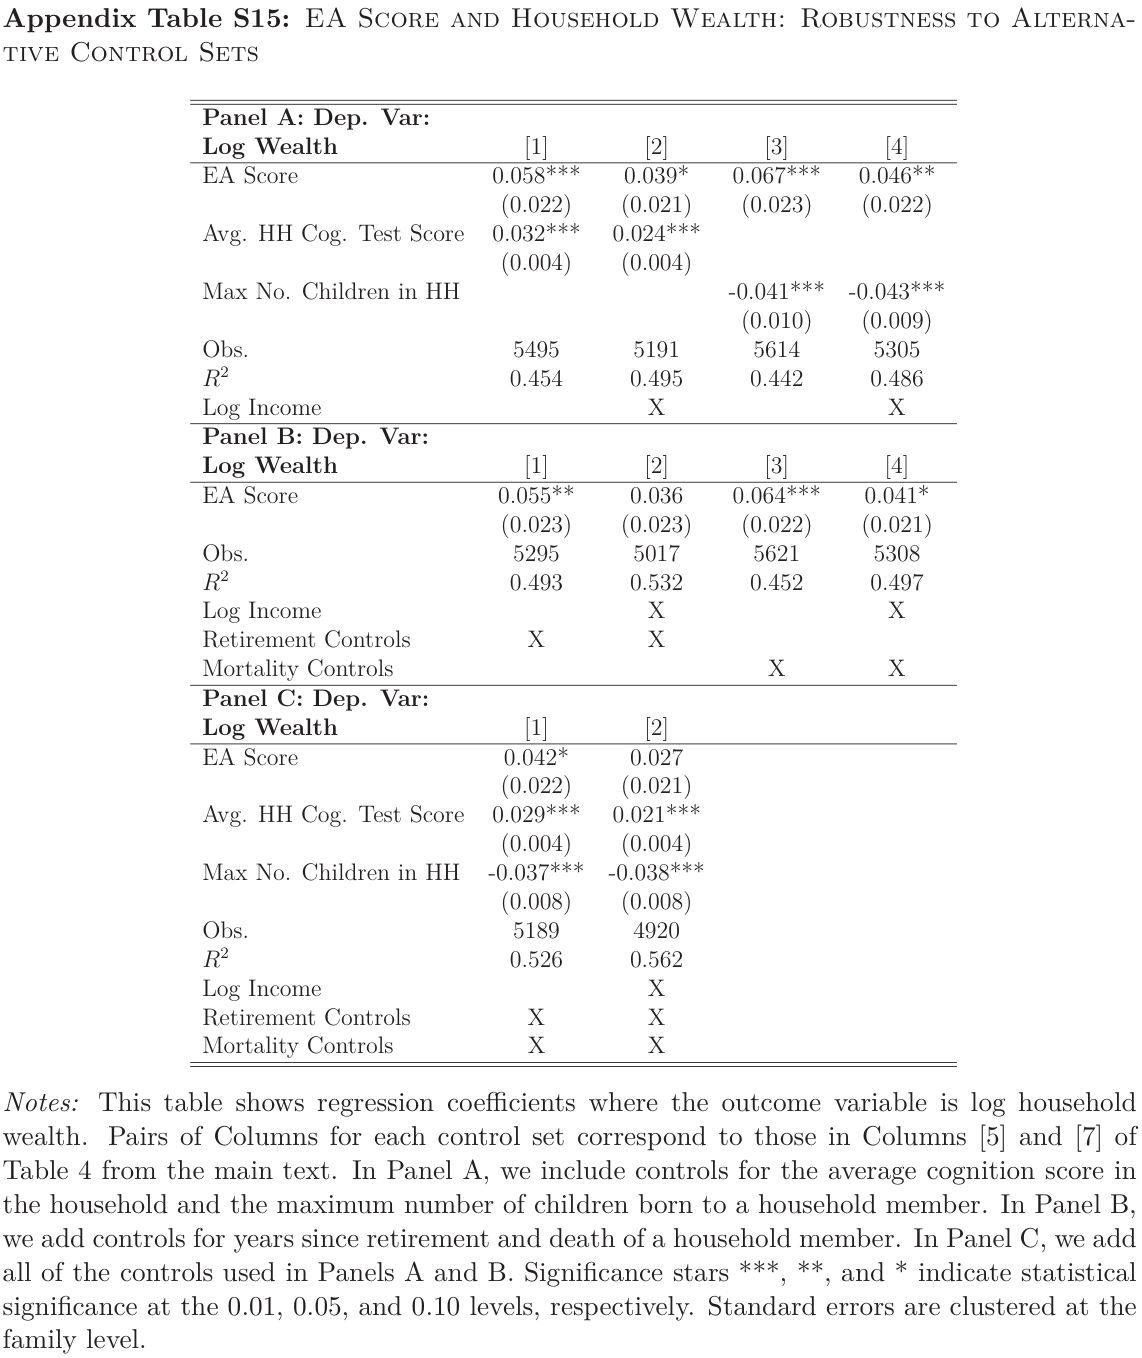 Appendix Table S15: EA Score and Household Wealth: Robustness to Alterna-
tive Control Sets
Panel A: Dep. Var:
Log Wealth [1] [2] [3] [4]
EA Score 0.058*** 0.039* 0.067*** 0.046**
(0.022) (0.021) (0.023) (0.022)
Avg. HH Cog. Test Score 0.032*** 0.024***
(0.004) (0.004)
Max No. Children in HH -0.041*** -0.043***
(0.010) (0.009)
Obs. 5495 5191 5614 5305
R² 0.454 0.495 0.442 0.486
Log Income X X
Panel B: Dep. Var:
Log Wealth [1] [2] [3] [4]
EA Score 0.055** 0.036 0.064*** 0.041*
(0.023) (0.023) (0.022) (0.021)
Obs. 5295 5017 5621 5308
R² 0.493 0.532 0.452 0.497
Log Income X X
Retirement Controls X X
Mortality Controls X X
Panel C: Dep. Var:
Log Wealth [1] [2]
EA Score 0.042* 0.027
(0.022) (0.021)
Avg. HH Cog. Test Score 0.029*** 0.021***
(0.004) (0.004)
Max No. Children in HH -0.037*** -0.038***
(0.008) (0.008)
Obs. 5189 4920
R² 0.526 0.562
Log Income X
Retirement Controls X X
Mortality Controls X X
Notes: This table shows regression coefficients where the outcome variable is log household
wealth. Pairs of Columns for each control set correspond to those in Columns [5] and [7] of
Table 4 from the main text. In Panel A, we include controls for the average cognition score in
the household and the maximum number of children born to a household member. In Panel B,
we add controls for years since retirement and death of a household member. In Panel C, we add
all of the controls used in Panels A and B. Significance stars ***, **, and * indicate statistical
significance at the 0.01, 0.05, and 0.10 levels, respectively. Standard errors are clustered at the
family level.